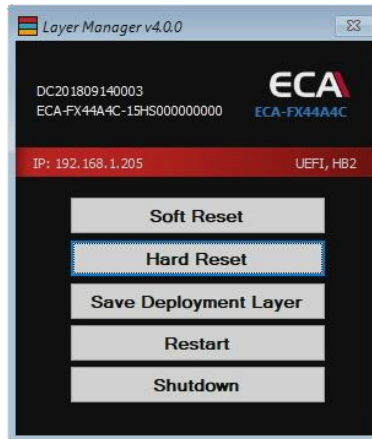 Layer Manager v4.0.0
DC201809140003
ECA-FX44A4C-15HS000000000
ECA
ECA-FX44A4C
IP: 192.168.1.205
UEFI, HB2
Soft Reset
Hard Reset
Save Deployment Layer
Restart
Shutdown